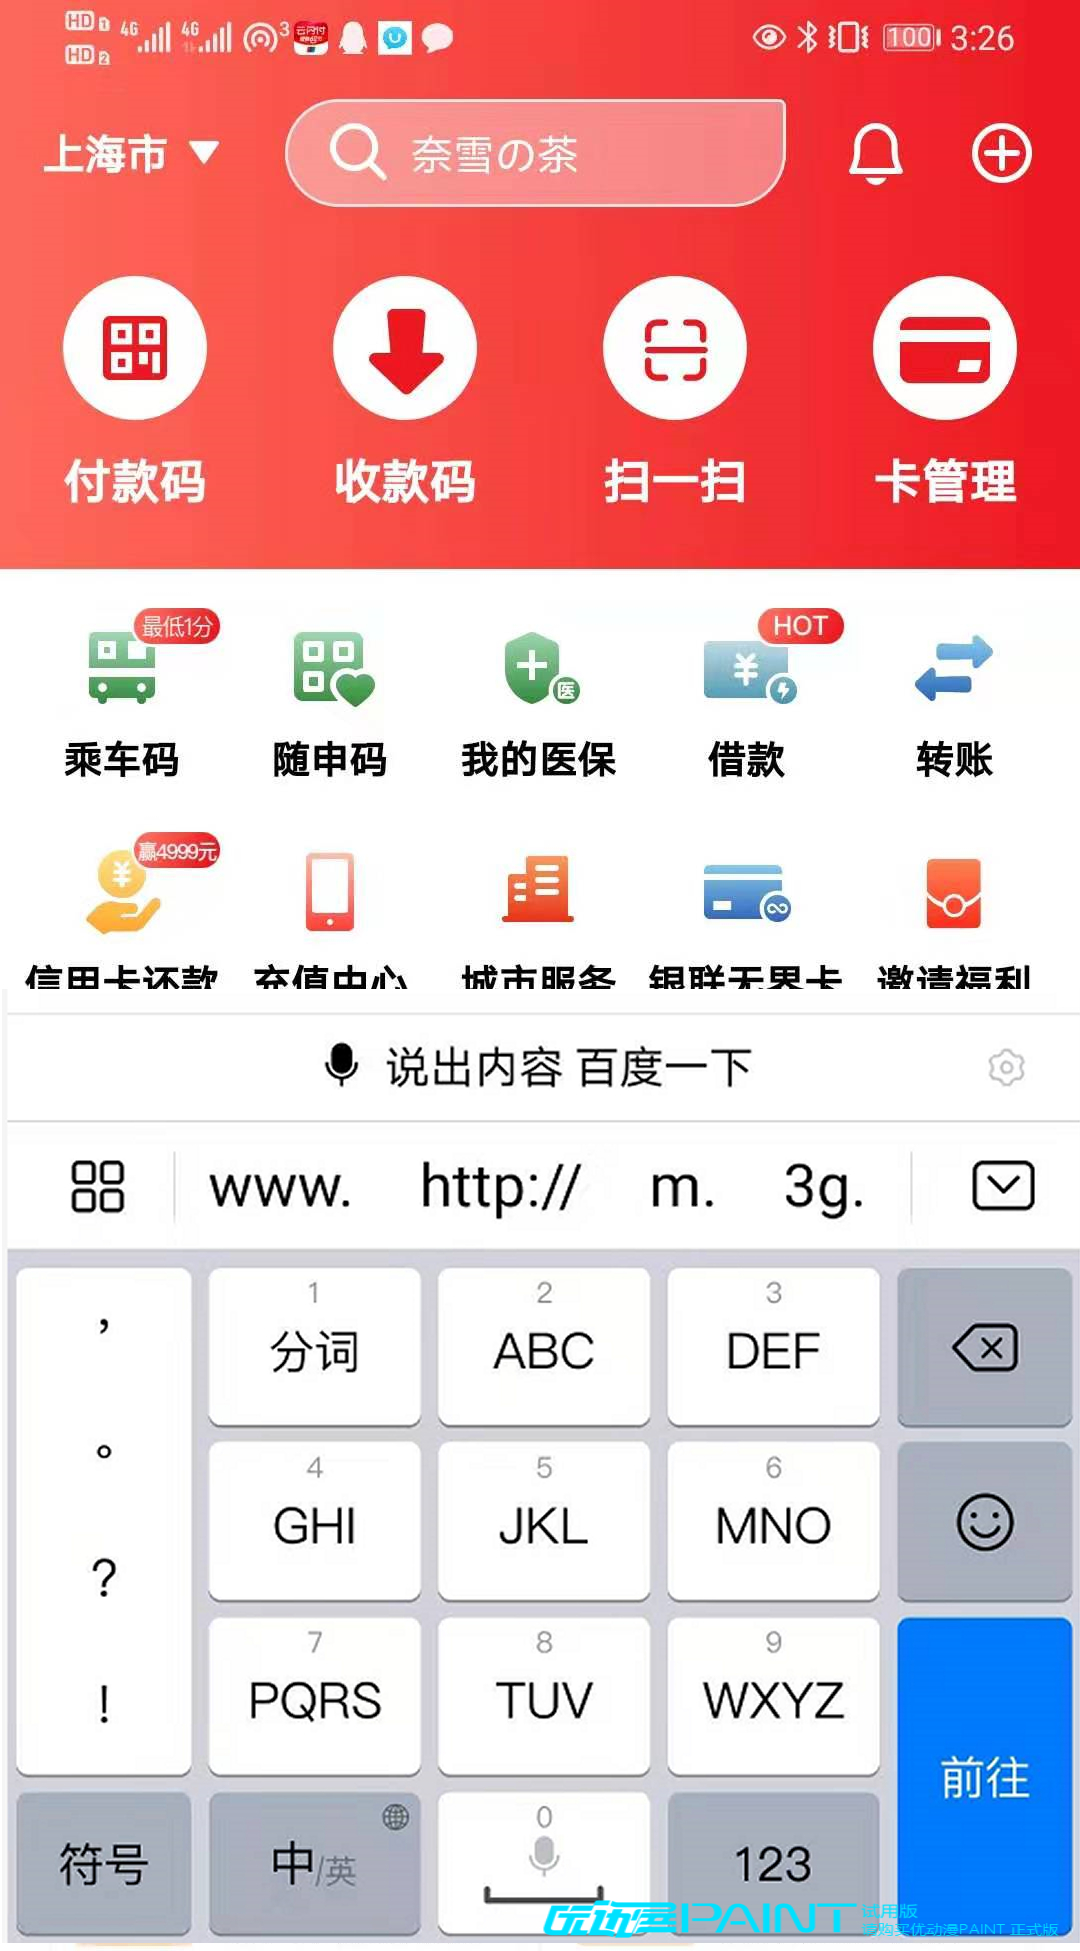 HD 1 4G 4G 3 云闪付 100 3:26
HD 2
上海市 奈雪の茶
付款码 收款码 扫一扫 卡管理
最低1分 HOT
医
乘车码 随申码 我的医保 借款 转账
赢4999元
信用卡还款 充值中心 城市服务 银联无界卡 邀请福利
说出内容 百度一下
www. http:// m. 3g.
, 1 2 3
分词 ABC DEF
。 4 5 6
GHI JKL MNO
? 7 8 9
! PQRS TUV WXYZ
前往
0
符号 中/英 123
优动漫PAINT 试用版
请购买优动漫PAINT 正式版